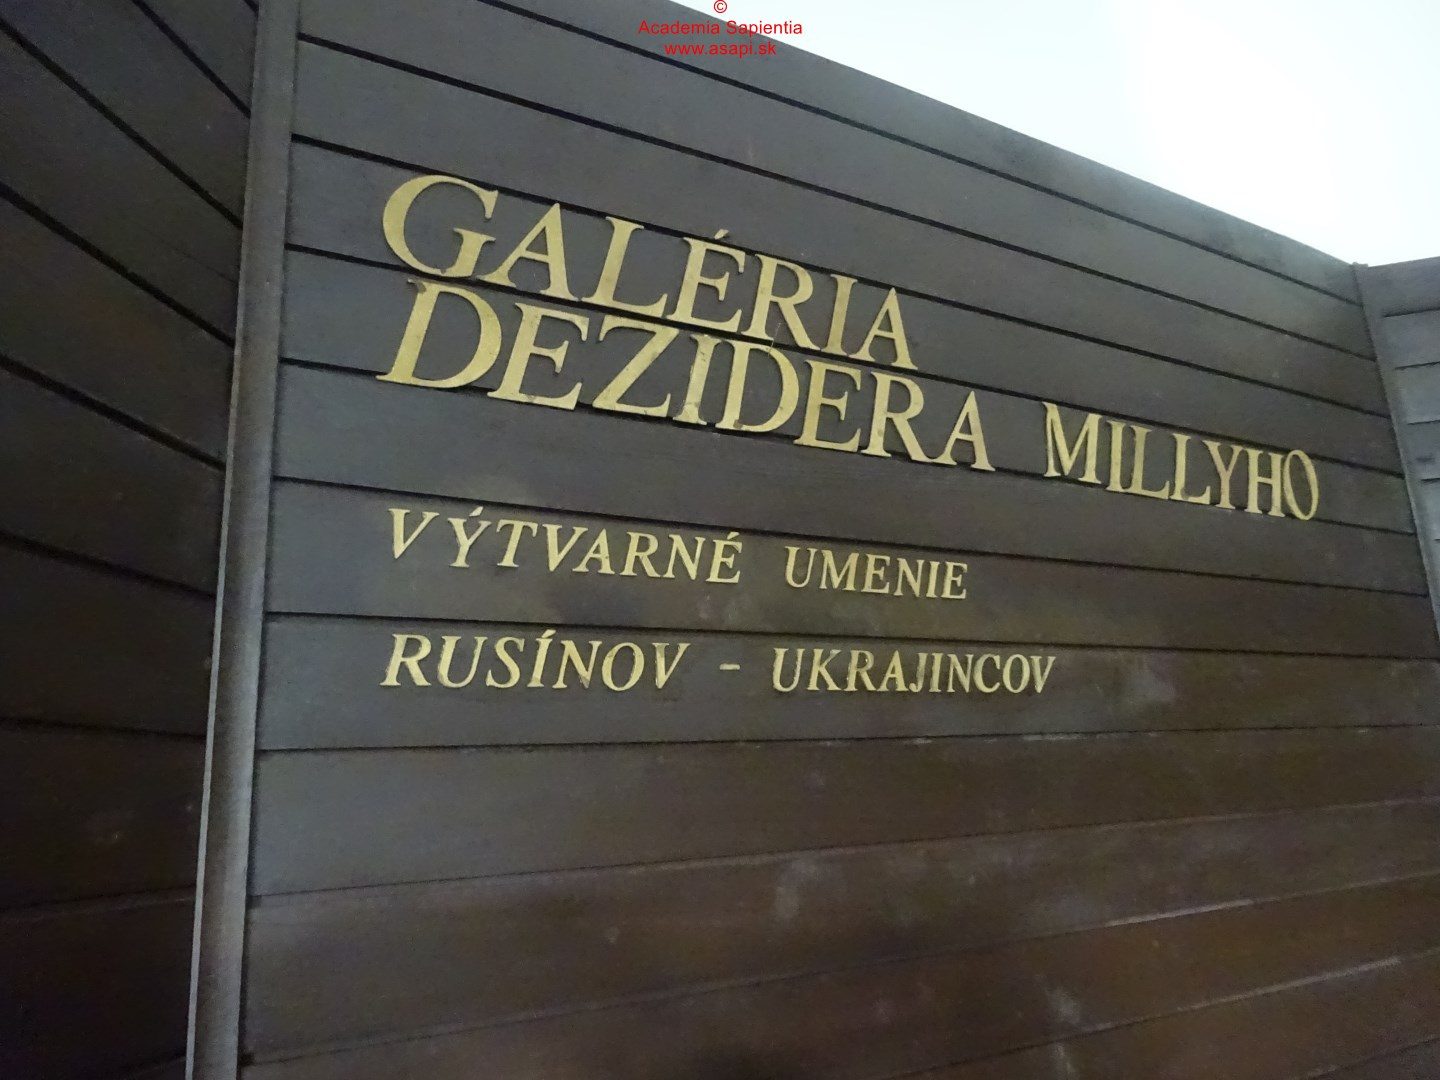 ©
Academia Sapientia
www.asapi.sk
GALÉRIA
DEZIDERA MILLYHO
VÝTVARNÉ UMENIE
RUSÍNOV - UKRAJINCOV